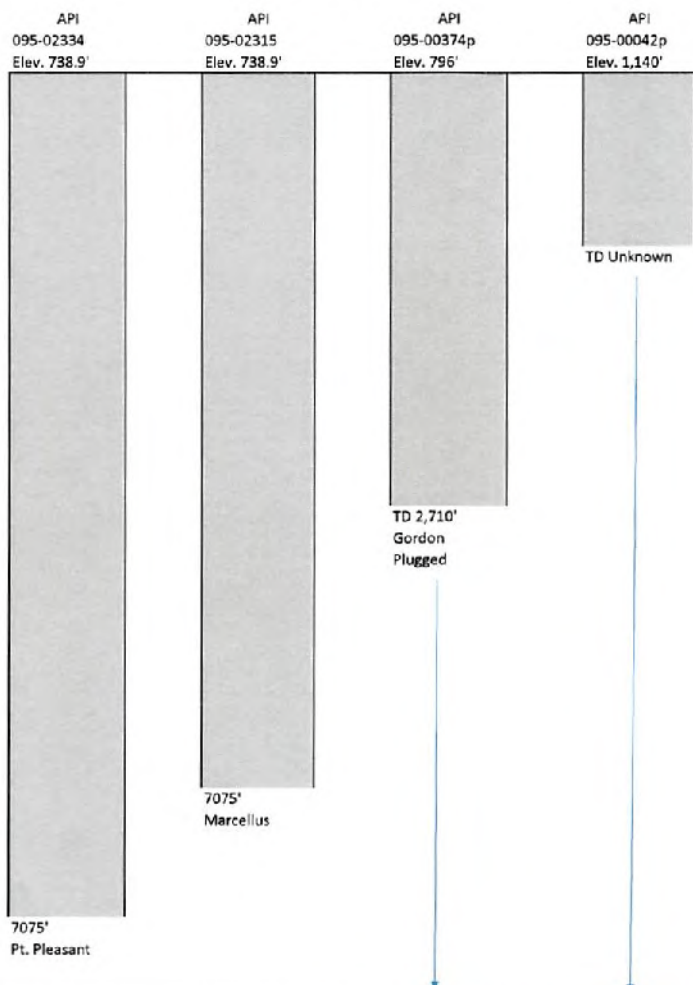 API
095-02334
Elev. 738.9'
API
095-02315
Elev. 738.9'
API
095-00374p
Elev. 796'
API
095-00042p
Elev. 1,140'
TD Unknown
TD 2,710'
Gordon
Plugged
7075'
Marcellus
7075'
Pt. Pleasant